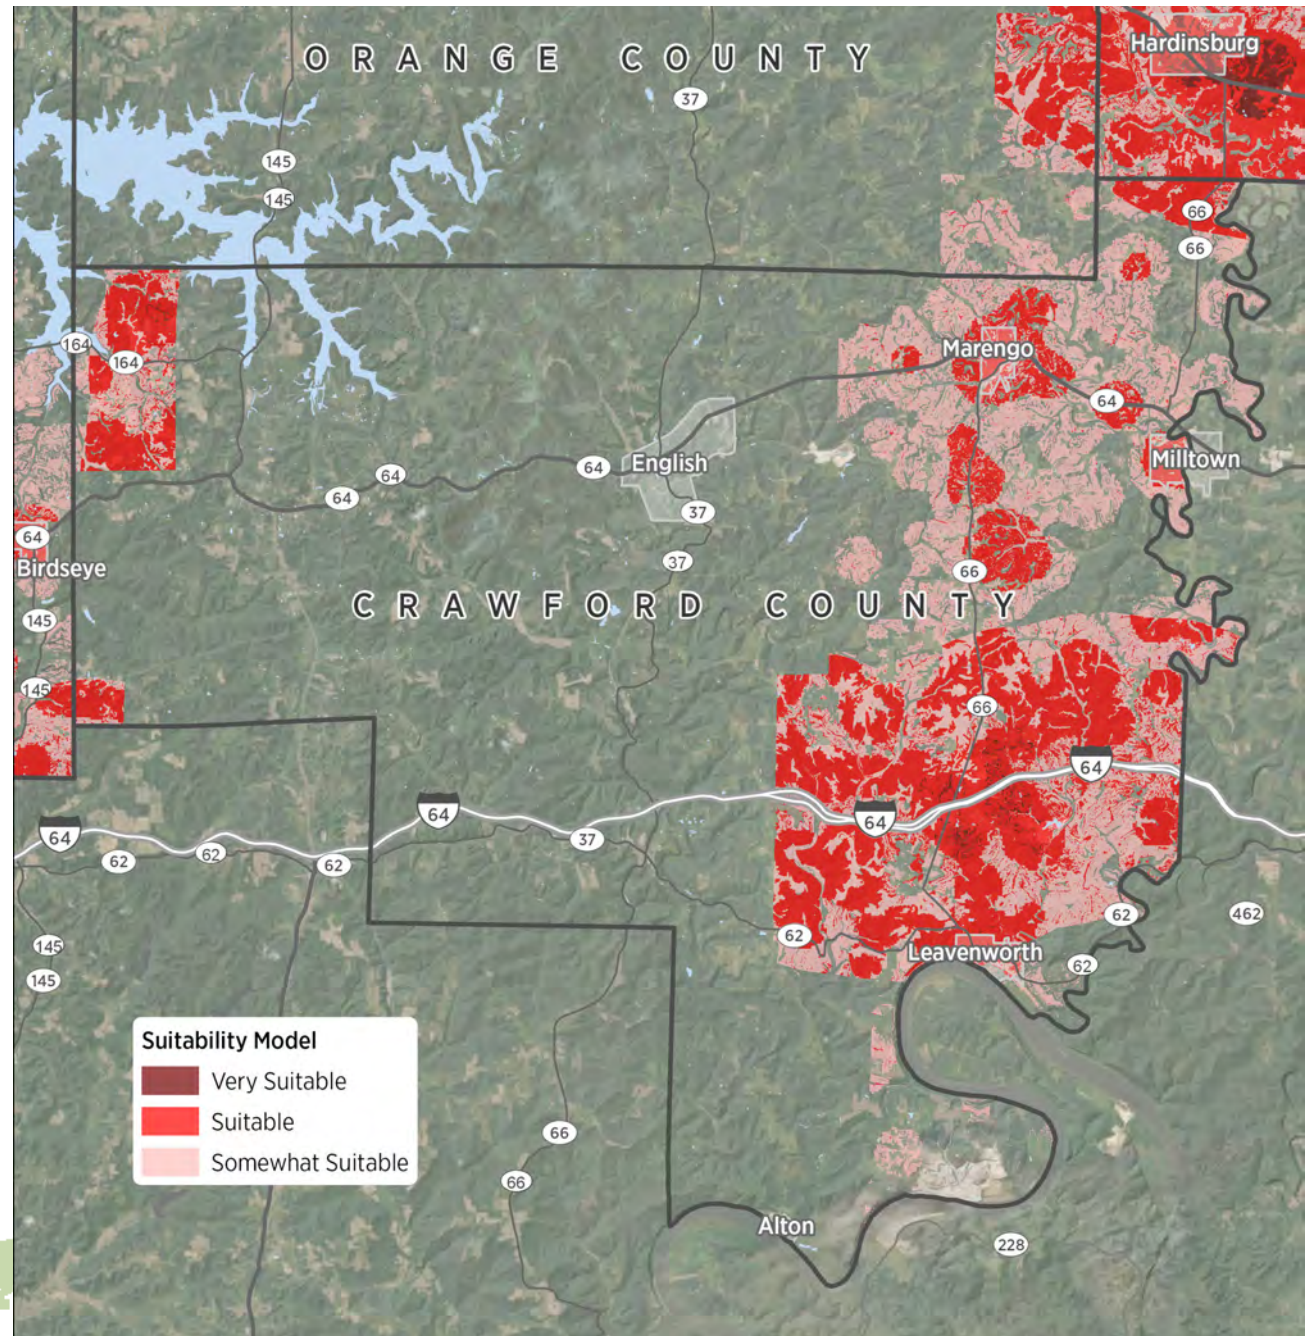 ORANGE COUNTY
Hardinsburg
37
145
145
66
66
164
164
Marengo
64
English
64
64
64
Milltown
37
37
64
Birdseye
66
CRAWFORD COUNTY
145
145
66
64
64
64
64
62
62
62
37
62
62
462
145
145
Leavenworth
62
Suitability Model
Very Suitable
Suitable
Somewhat Suitable
66
66
Alton
228